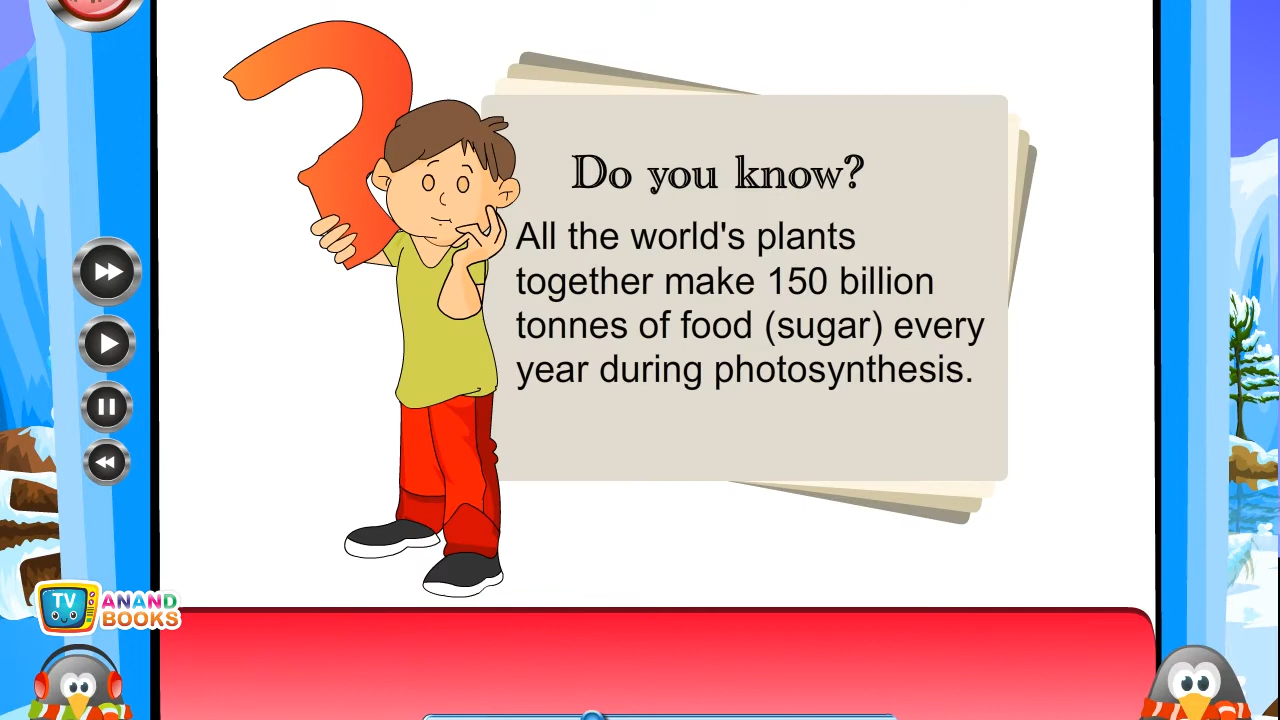 Do you know?
All the world's plants
together make 150 billion
tonnes of food (sugar) every
year during photosynthesis.
TV
ANAND
BOOKS